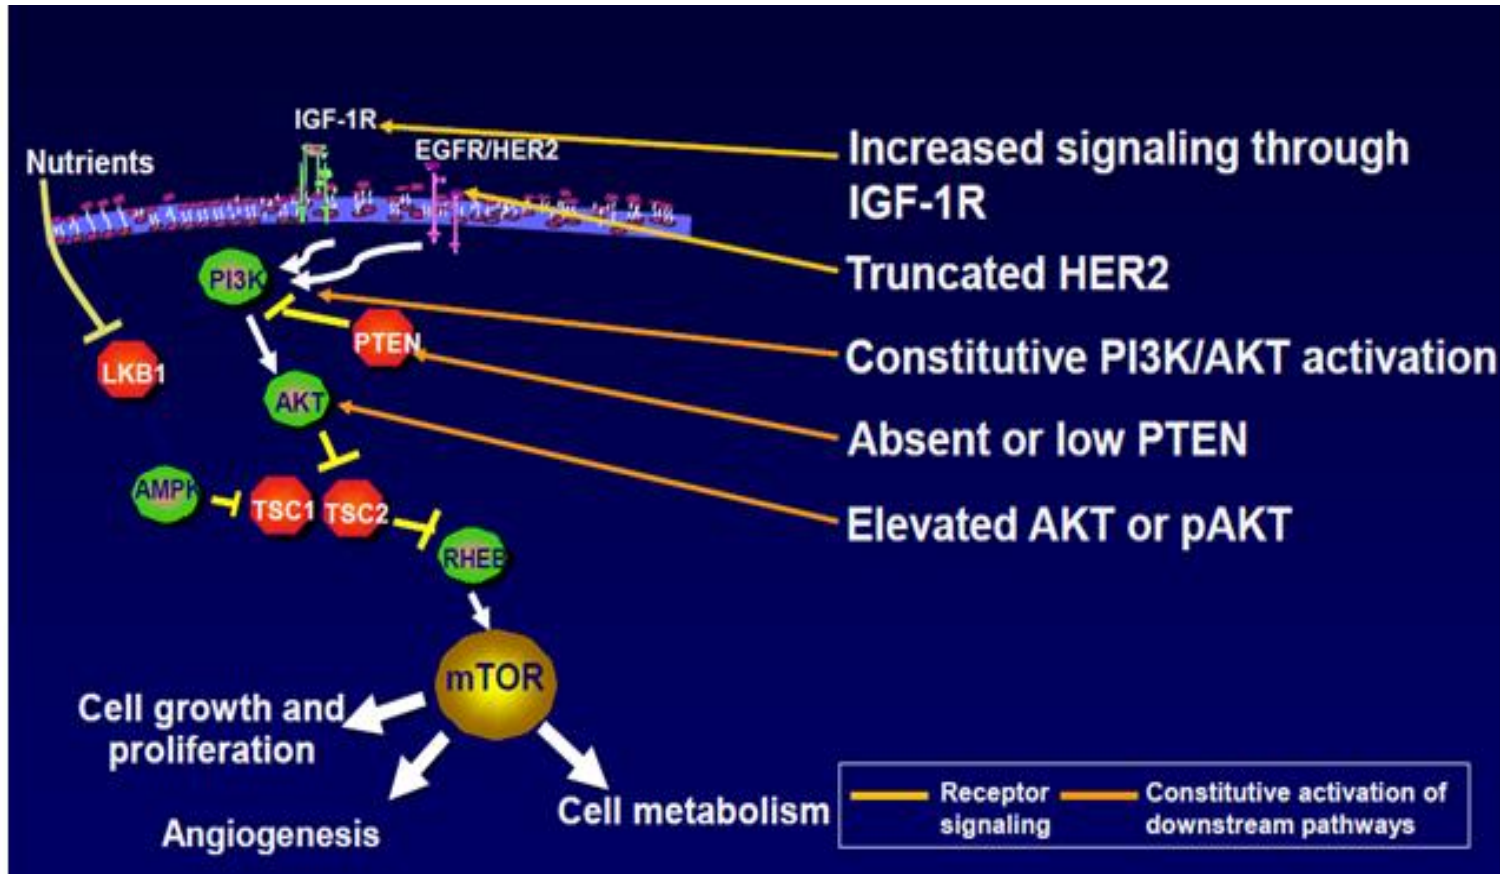 IGF-1R
EGFR/HER2
Nutrients
Increased signaling through
IGF-1R
Truncated HER2
PI3K
PTEN
Constitutive PI3K/AKT activation
LKB1
AKT
Absent or low PTEN
AMPK
TSC1
TSC2
Elevated AKT or pAKT
RHEB
mTOR
Cell growth and
proliferation
Angiogenesis
Cell metabolism
Receptor
signaling
Constitutive activation of
downstream pathways